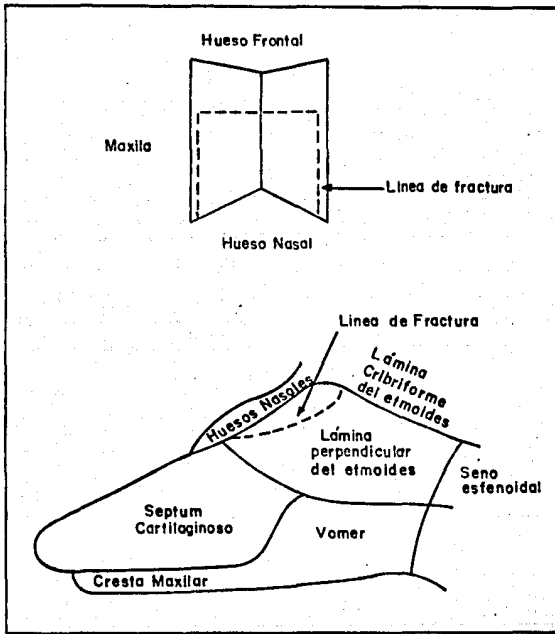 Hueso Frontal
Maxila
Linea de fractura
Hueso Nasal
Linea de Fractura
Lámina
Cribriforme
del etmoides
Huesos Nasales
Lámina
perpendicular
del etmoides
Seno
esfenoidal
Septum
Cartilaginoso
Vomer
Cresta Maxilar